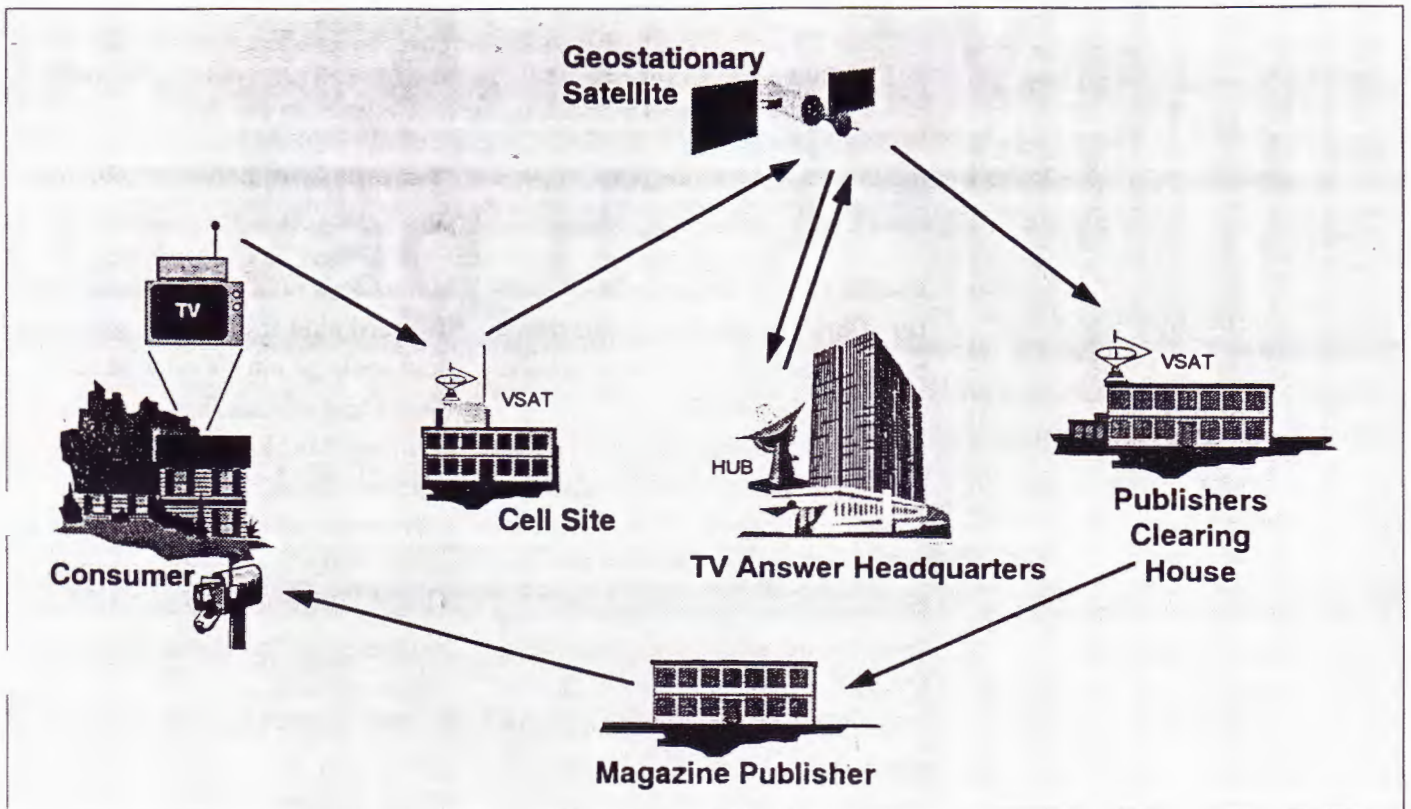 Geostationary
Satellite
TV
VSAT
Cell Site
HUB
TV Answer Headquarters
VSAT
Publishers
Clearing
House
Consumer
Magazine Publisher